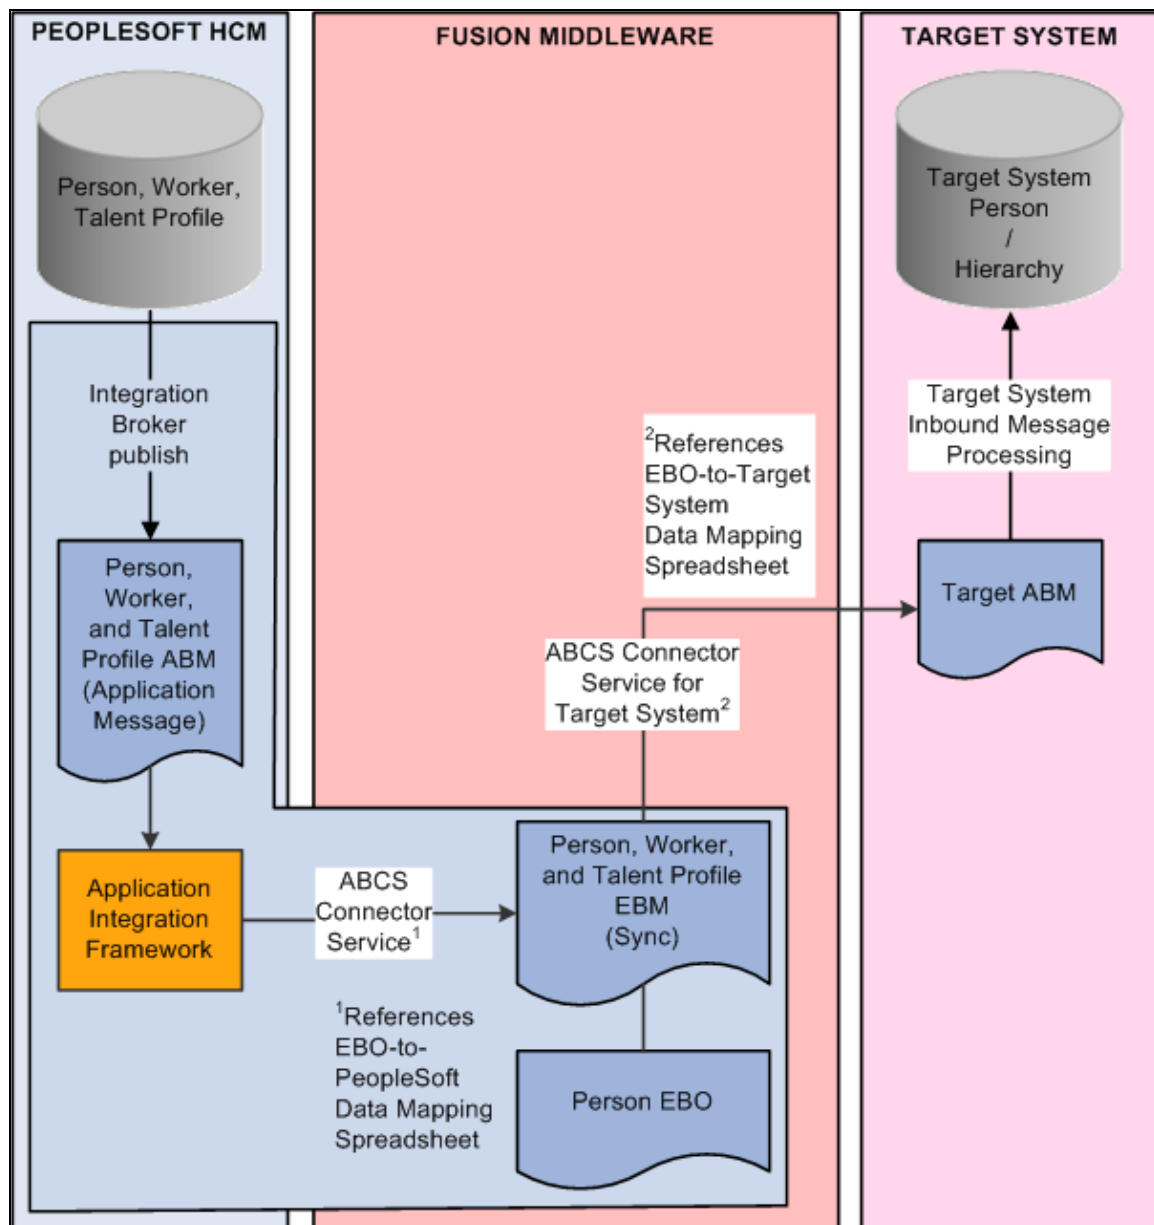 PEOPLESOFT HCM
FUSION MIDDLEWARE
TARGET SYSTEM
Person, Worker,
Talent Profile
Target System
Person
/
Hierarchy
Integration
Broker
publish
Target System
Inbound Message
Processing
²References
EBO-to-Target
System
Data Mapping
Spreadsheet
Person,
Worker,
and Talent
Profile ABM
(Application
Message)
Target ABM
ABCS Connector
Service for
Target System²
Application
Integration
Framework
ABCS
Connector
Service¹
Person, Worker,
and Talent Profile
EBM
(Sync)
¹References
EBO-to-
PeopleSoft
Data Mapping
Spreadsheet
Person EBO